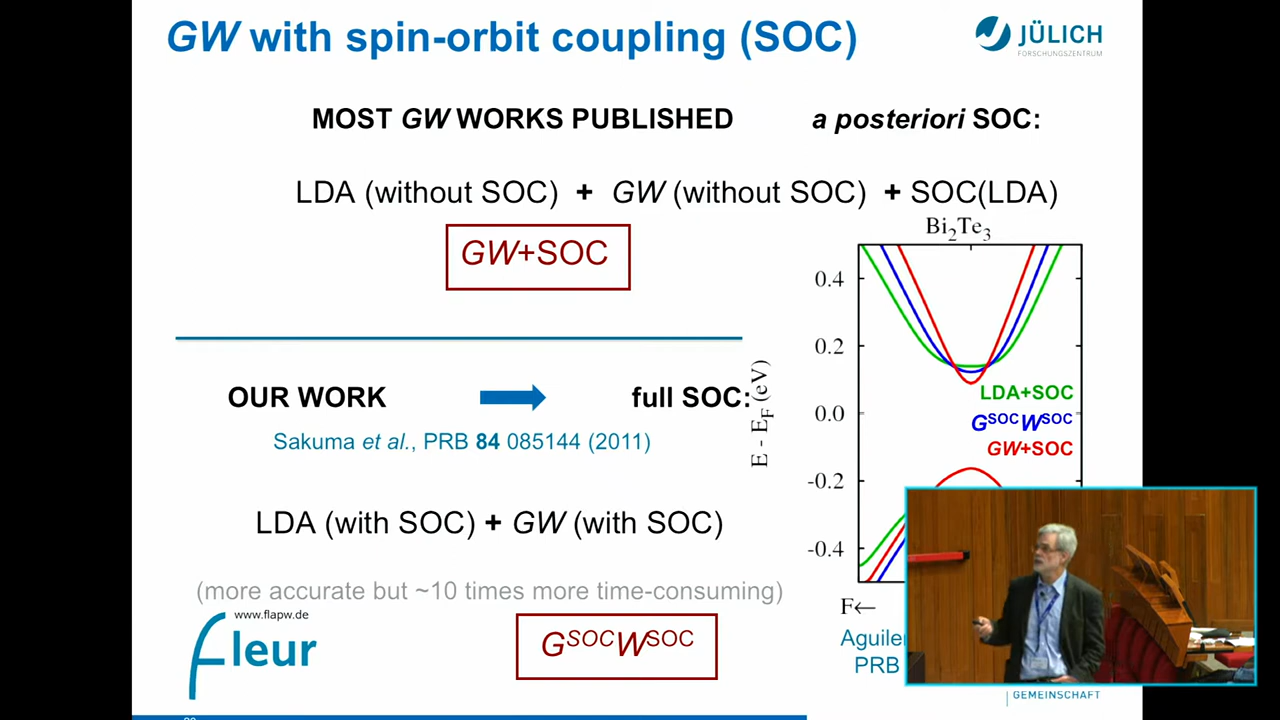 GW with spin-orbit coupling (SOC)
JÜLICH
FORSCHUNGSZENTRUM
MOST GW WORKS PUBLISHED
a posteriori SOC:
LDA (without SOC) + GW (without SOC) + SOC(LDA)
GW+SOC
Bi2Te3
0.4
0.2
0.0
-0.2
-0.4
E - EF (eV)
LDA+SOC
GSOCWSOC
GW+SOC
OUR WORK
full SOC:
Sakuma et al., PRB 84 085144 (2011)
LDA (with SOC) + GW (with SOC)
(more accurate but ~10 times more time-consuming)
www.flapw.de
fleur
GSOCWSOC
Γ←
PRB
GEMEINSCHAFT